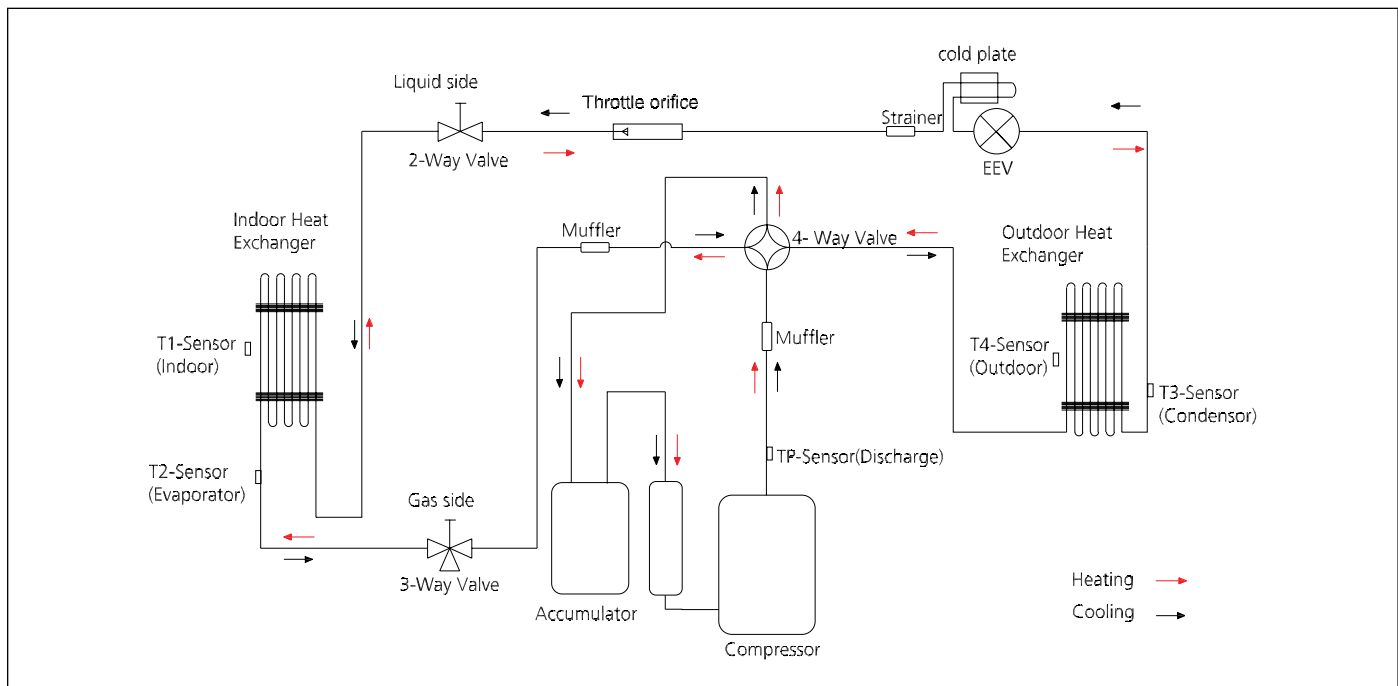 cold plate
Liquid side
Throttle orifice
Strainer
2-Way Valve
EEV
Indoor Heat
Exchanger
Muffler
4- Way Valve
Outdoor Heat
Exchanger
T1-Sensor
(Indoor)
Muffler
T4-Sensor
(Outdoor)
T3-Sensor
(Condensor)
T2-Sensor
(Evaporator)
TP-Sensor(Discharge)
Gas side
3-Way Valve
Accumulator
Compressor
Heating
Cooling